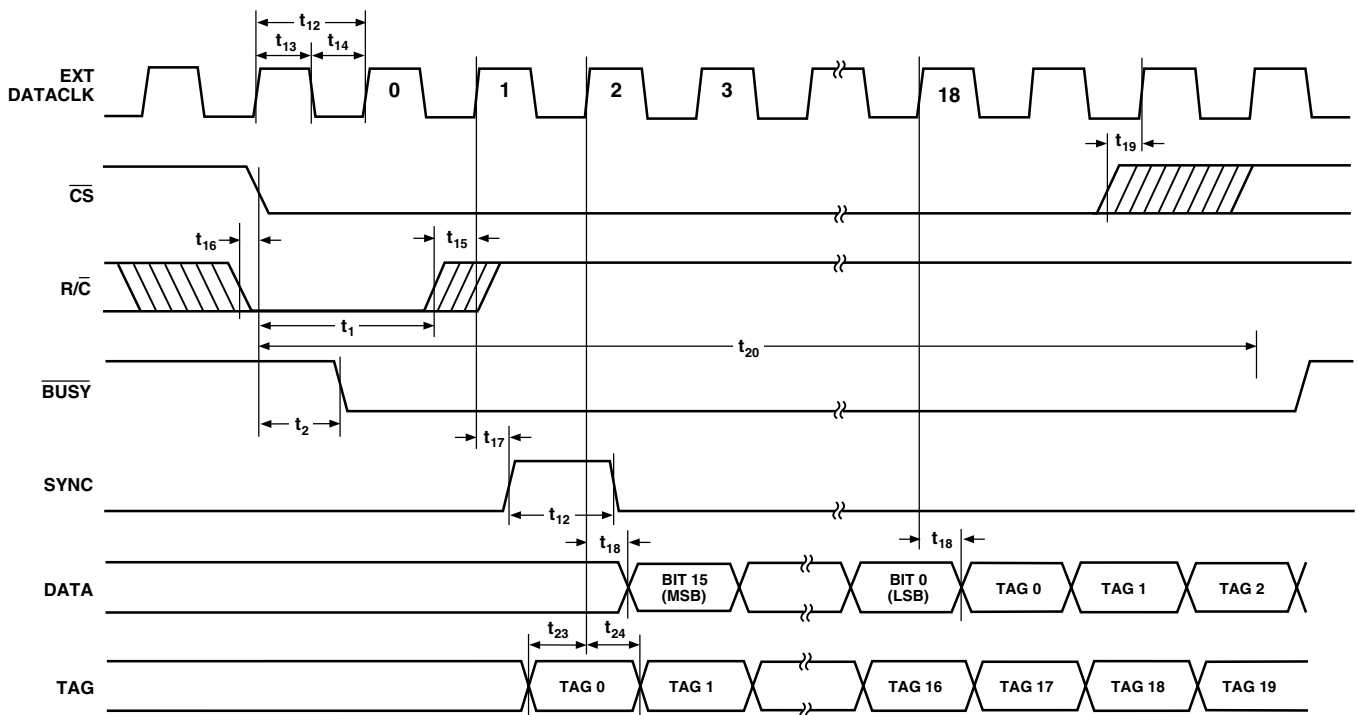 t12
t13 t14
EXT DATACLK
0 1 2 3 18
t19
CS
t16 t15
R/C
t1
t20
BUSY
t2
t17
SYNC
t12
t18 t18
DATA
BIT 15 (MSB) BIT 0 (LSB) TAG 0 TAG 1 TAG 2
t23 t24
TAG
TAG 0 TAG 1 TAG 16 TAG 17 TAG 18 TAG 19